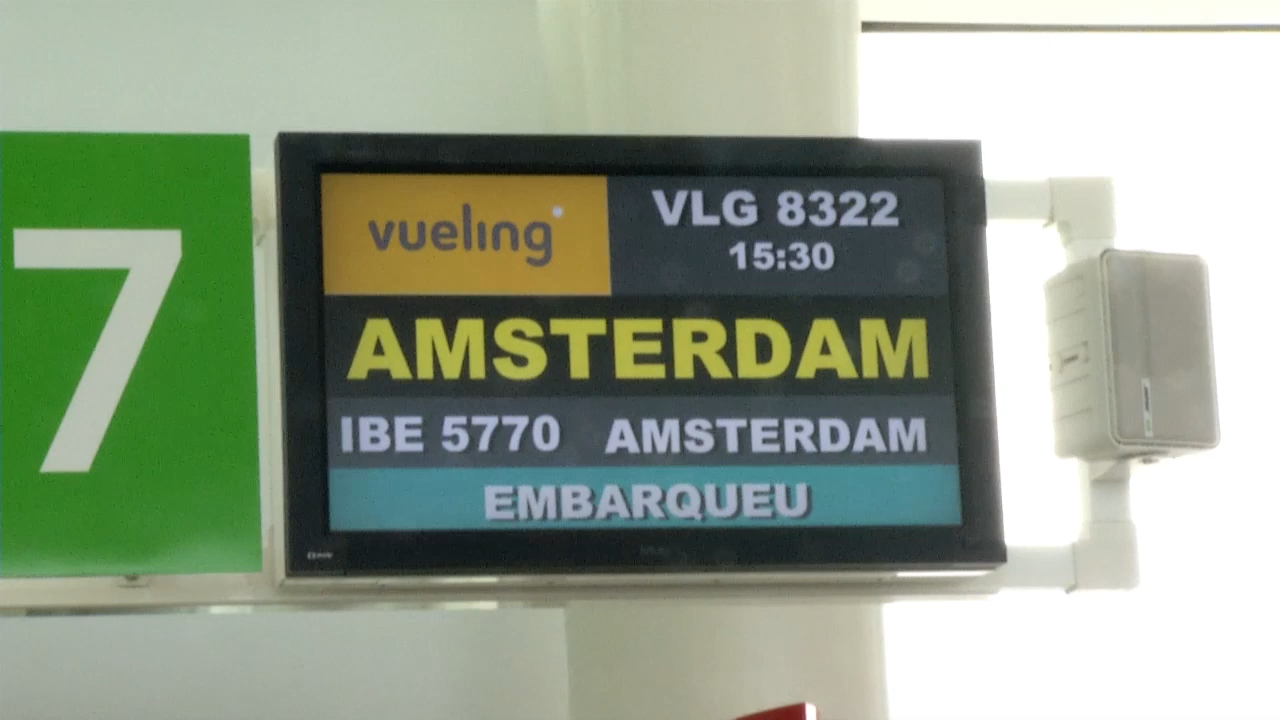 7
vueling
VLG 8322
15:30
AMSTERDAM
IBE 5770 AMSTERDAM
EMBARQUEU